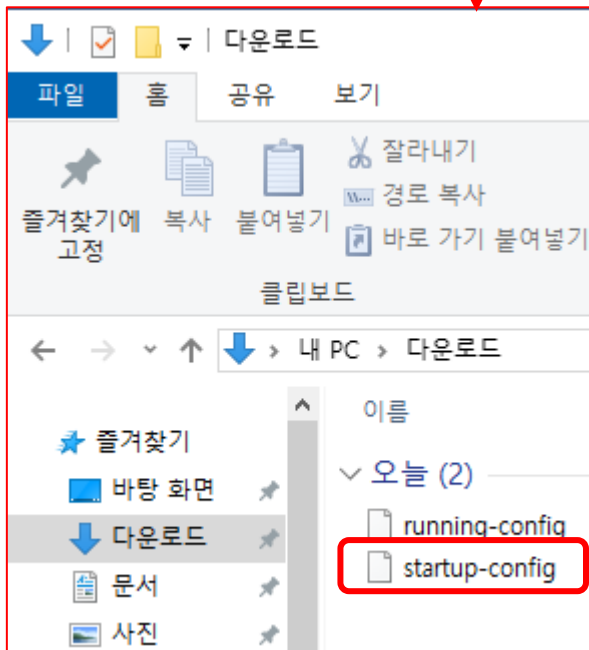 다운로드
파일 홈 공유 보기
즐겨찾기에 고정
복사
붙여넣기
잘라내기
경로 복사
바로 가기 붙여넣기
클립보드
내 PC › 다운로드
즐겨찾기
바탕 화면
다운로드
문서
사진
이름
오늘 (2)
running-config
startup-config